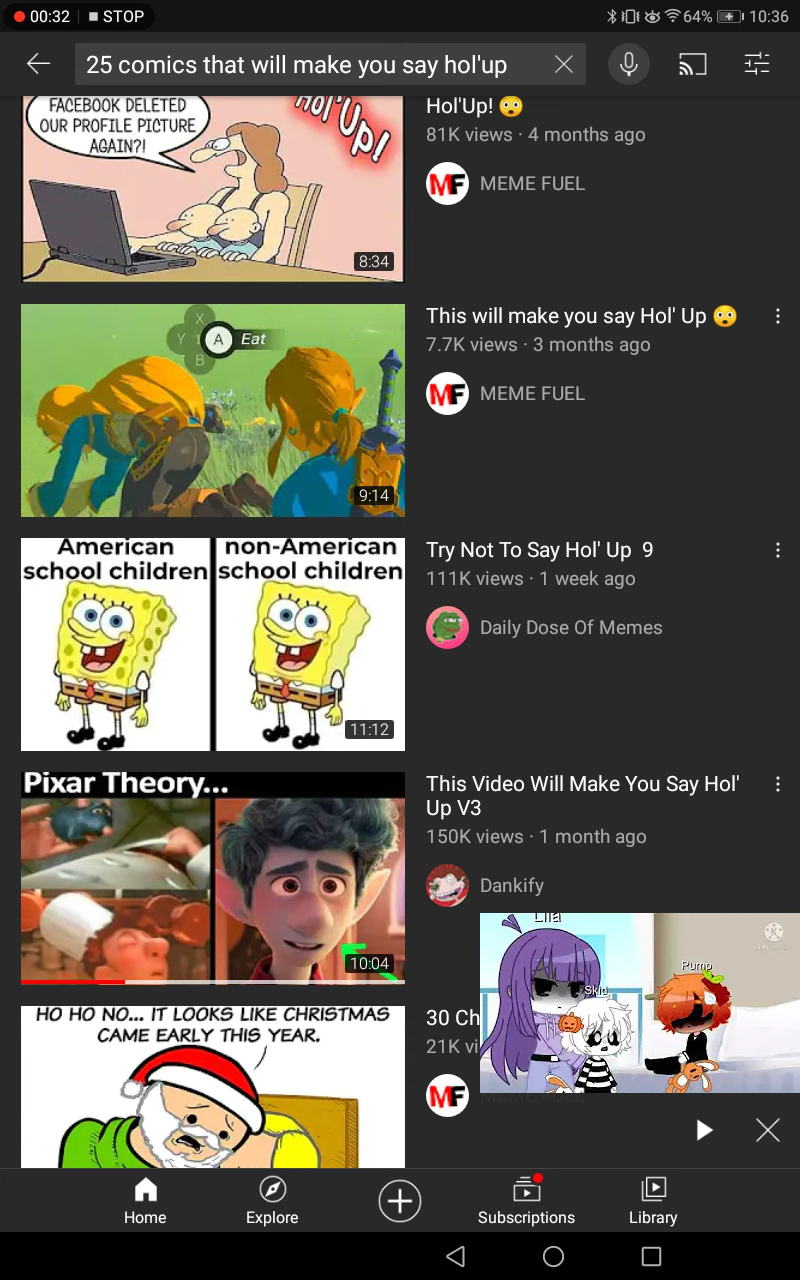 00:32 STOP 64% 10:36
25 comics that will make you say hol'up
FACEBOOK DELETED
OUR PROFILE PICTURE
AGAIN?!
Hol'Up!
8:34
Hol'Up! 😳
81K views · 4 months ago
MF MEME FUEL
X
Y
A Eat
B
9:14
This will make you say Hol' Up 😳
7.7K views · 3 months ago
MF MEME FUEL
American
school children
non-American
school children
11:12
Try Not To Say Hol' Up 9
111K views · 1 week ago
Daily Dose Of Memes
Pixar Theory...
10:04
This Video Will Make You Say Hol'
Up V3
150K views · 1 month ago
Dankify
HO HO NO... IT LOOKS LIKE CHRISTMAS
CAME EARLY THIS YEAR.
30 Ch
21K vi
MF
Lila
Skid
Pump
Home
Explore
Subscriptions
Library